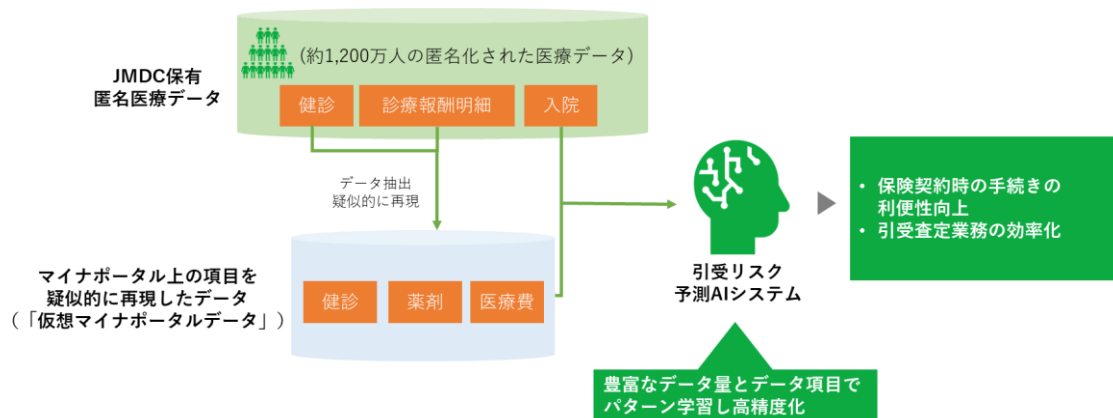 (約1,200万人の匿名化された医療データ)
JMDC保有
匿名医療データ
健診
診療報酬明細
入院
データ抽出
疑似的に再現
マイナポータル上の項目を
疑似的に再現したデータ
(「仮想マイナポータルデータ」)
健診
薬剤
医療費
引受リスク
予測AIシステム
・ 保険契約時の手続きの
利便性向上
・ 引受査定業務の効率化
豊富なデータ量とデータ項目で
パターン学習し高精度化